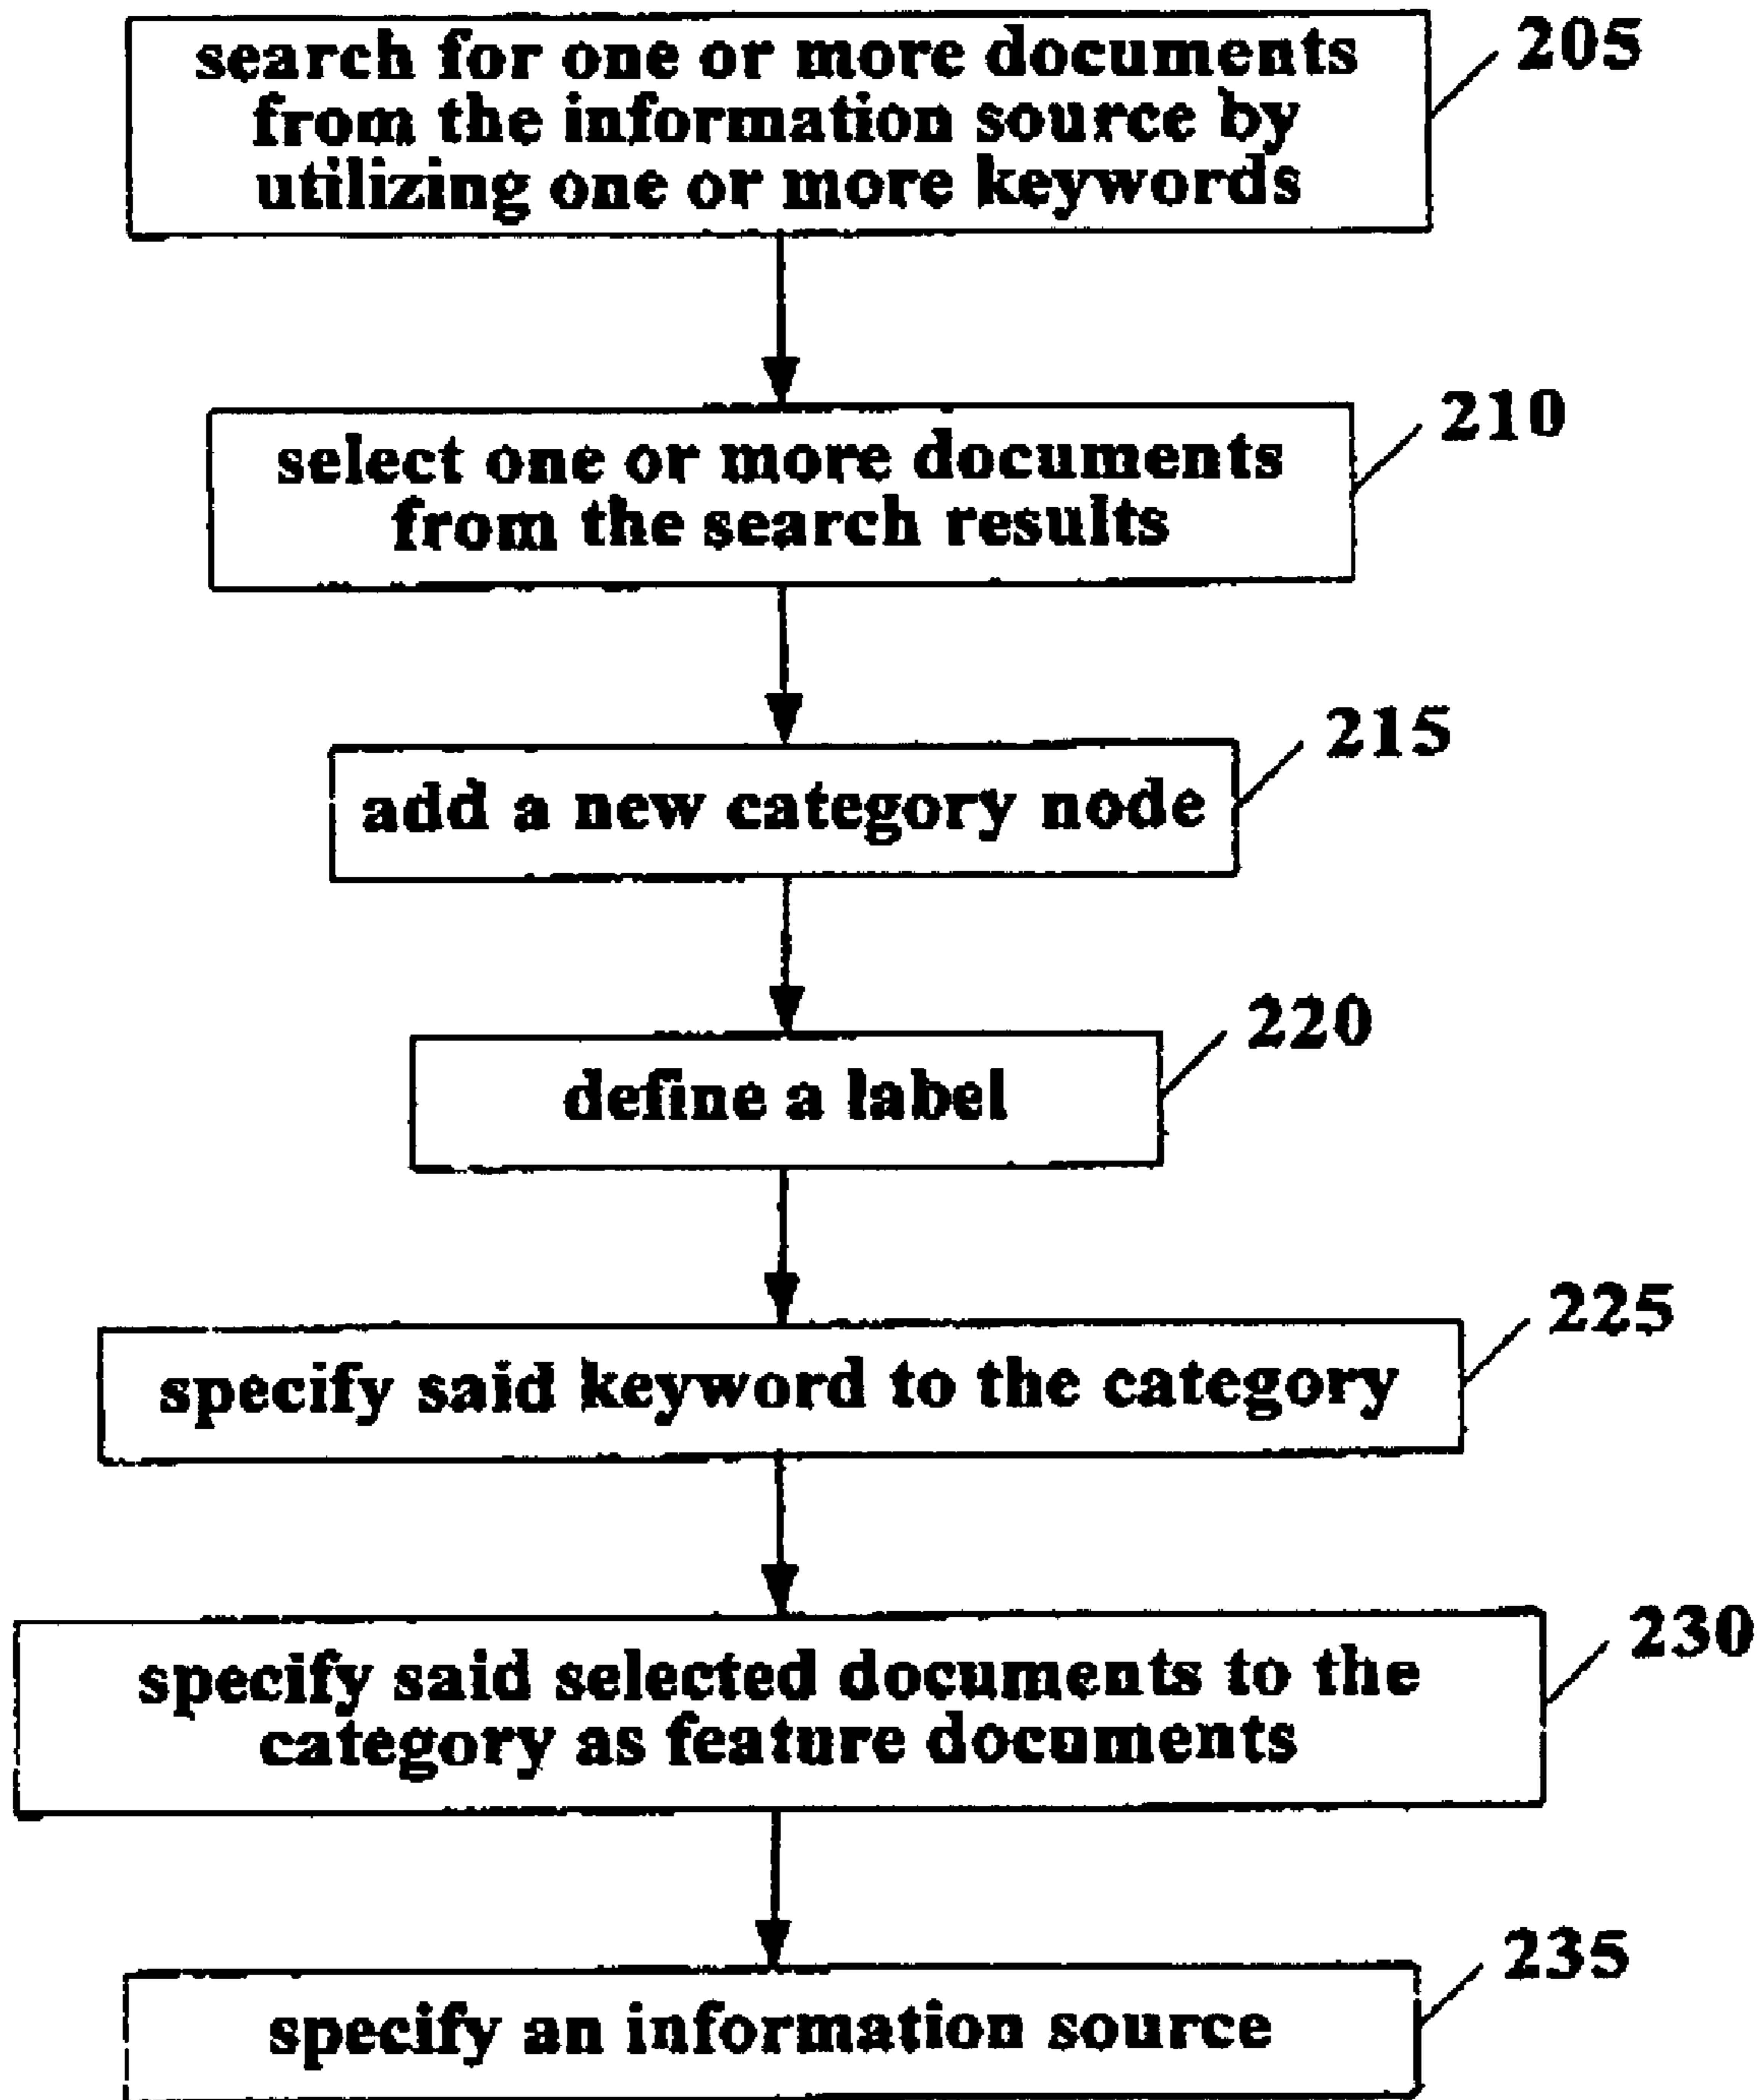 search for one or more documents
from the information source by
utilizing one or more keywords
205
select one or more documents
from the search results
210
add a new category node
215
define a label
220
specify said keyword to the category
225
specify said selected documents to the
category as feature documents
230
specify an information source
235